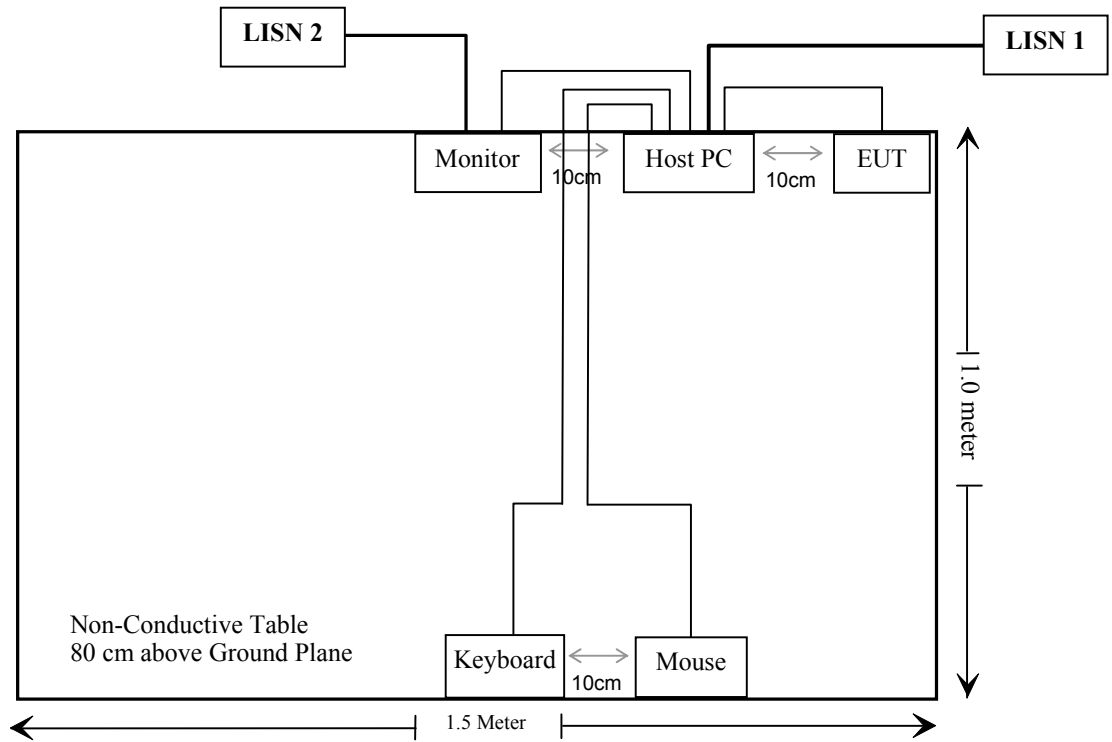 LISN 2
LISN 1
Monitor
Host PC
EUT
10cm
10cm
1.0 meter
Non-Conductive Table
80 cm above Ground Plane
Keyboard
Mouse
10cm
1.5 Meter